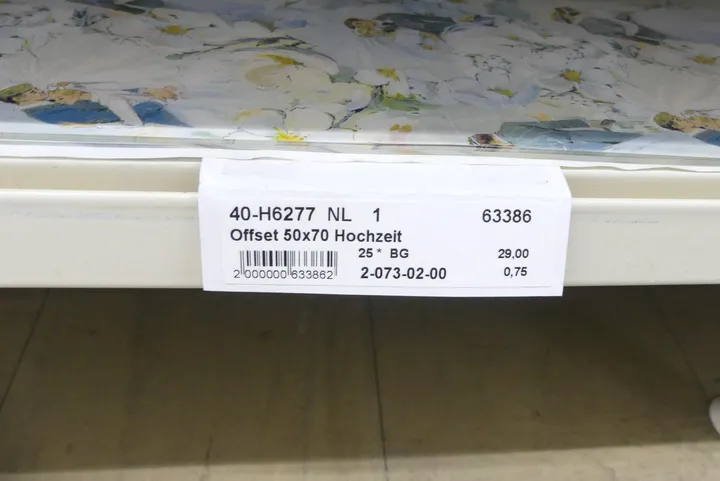 40-H6277 NL 1 63386
Offset 50x70 Hochzeit
25 * BG 29,00
2 000000 633862 2-073-02-00 0,75